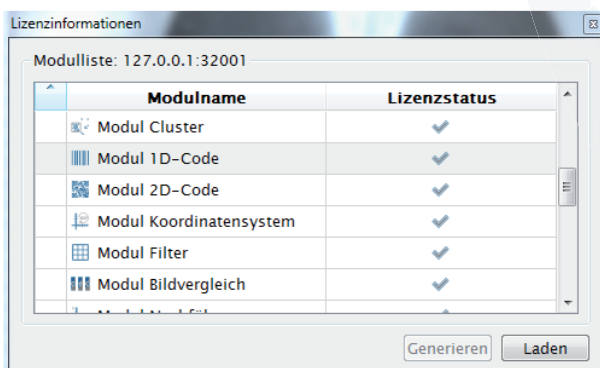 Lizenzinformationen
Modulliste: 127.0.0.1:32001
Modulname Lizenzstatus
Modul Cluster
Modul 1D-Code
Modul 2D-Code
Modul Koordinatensystem
Modul Filter
Modul Bildvergleich
Generieren Laden